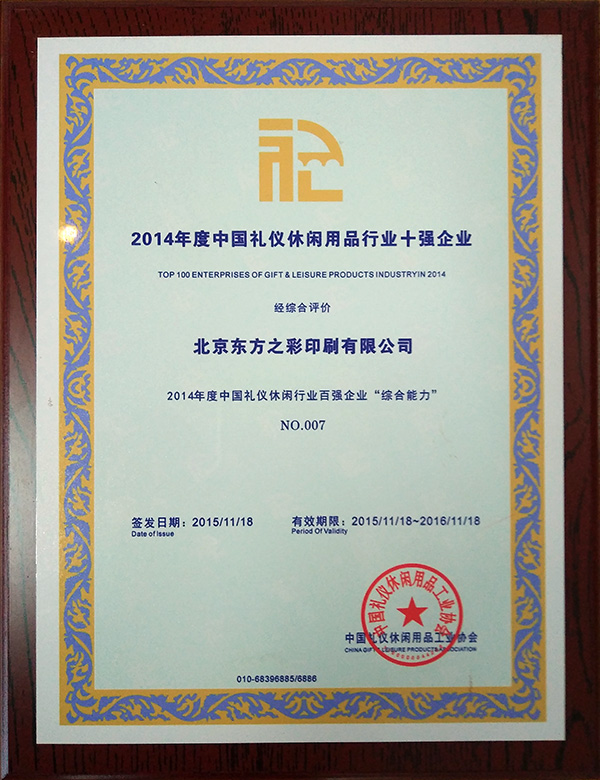 2014年度中国礼仪休闲用品行业十强企业
TOP 100 ENTERPRISES OF GIFT & LEISURE PRODUCTS INDUSTRYIN 2014
经综合评价
北京东方之彩印刷有限公司
2014年度中国礼仪休闲行业百强企业“综合能力”
NO.007
签发日期：2015/11/18
Date of Issue
有效期限：2015/11/18~2016/11/18
Period Of Validity
中国礼仪休闲用品工业协会
中国礼仪休闲用品工业协会
CHINA GIFT & LEISURE PRODUCTS ASSOCIATION
010-68396885/6886